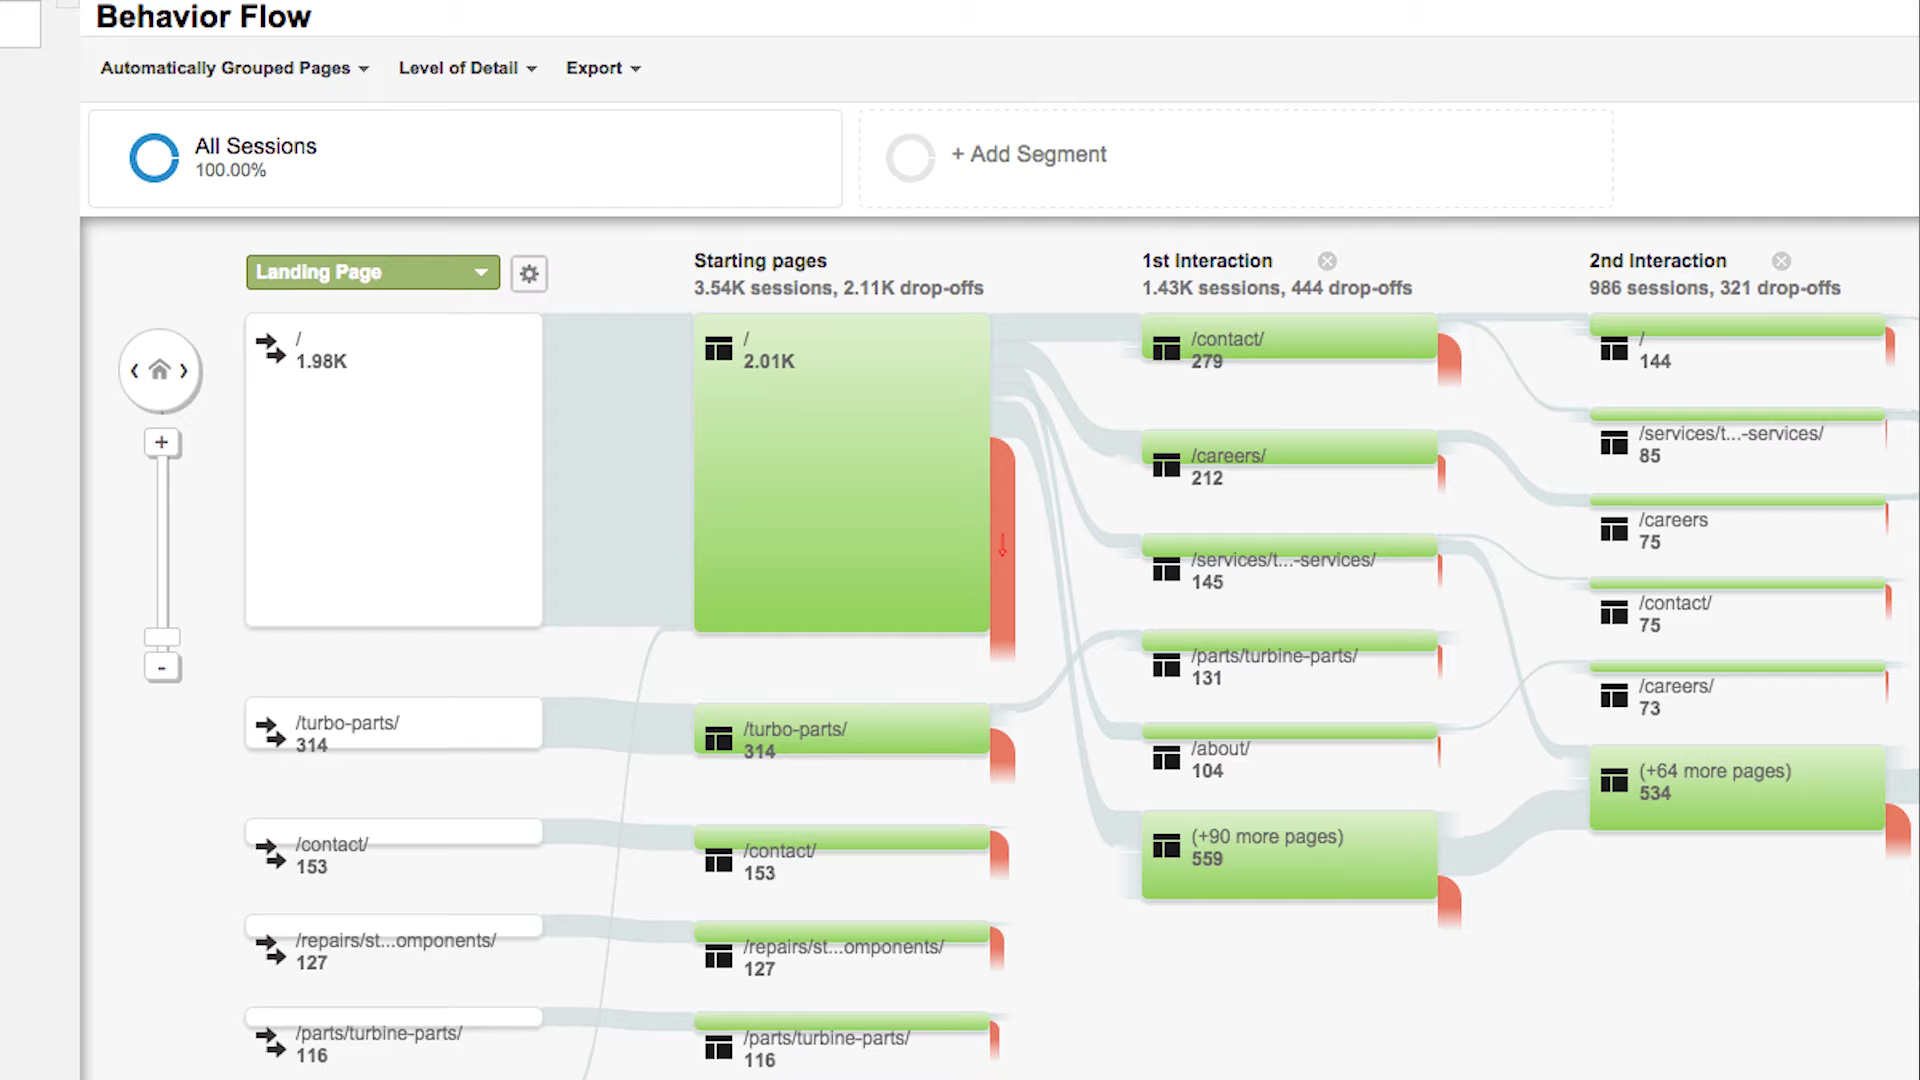 Behavior Flow
Automatically Grouped Pages Level of Detail Export
All Sessions
100.00%
+ Add Segment
Landing Page
Starting pages
3.54K sessions, 2.11K drop-offs
1st Interaction
1.43K sessions, 444 drop-offs
2nd Interaction
986 sessions, 321 drop-offs
/
1.98K
/turbo-parts/
314
/contact/
153
/repairs/st...omponents/
127
/parts/turbine-parts/
116
/
2.01K
/turbo-parts/
314
/contact/
153
/repairs/st...omponents/
127
/parts/turbine-parts/
116
/contact/
279
/careers/
212
/services/t...-services/
145
/parts/turbine-parts/
131
/about/
104
(+90 more pages)
559
/
144
/services/t...-services/
85
/careers
75
/contact/
75
/careers/
73
(+64 more pages)
534
+
-